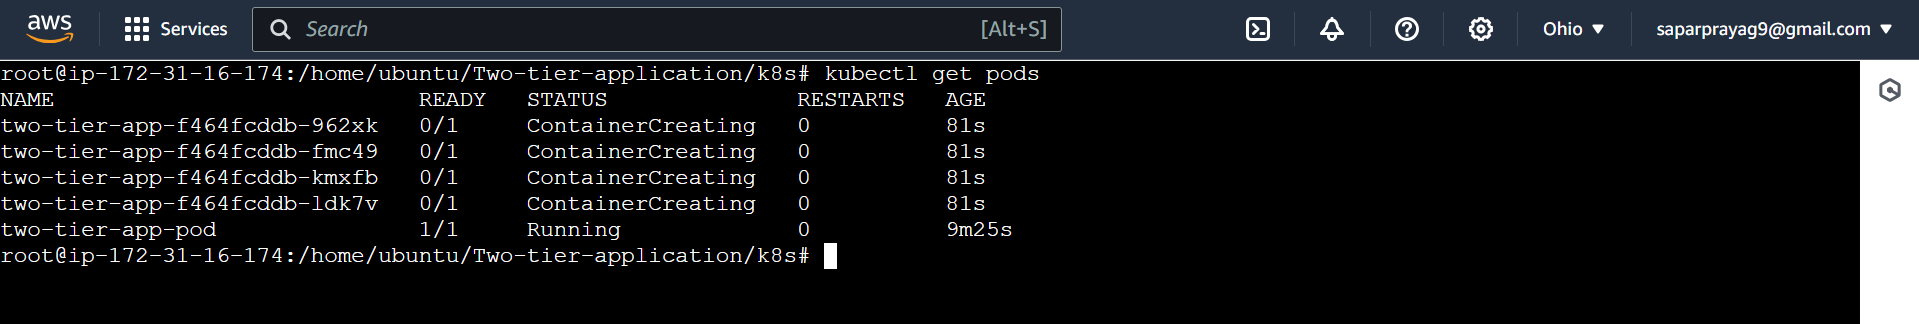 aws Services Search [Alt+S] Ohio saparprayag9@gmail.com
root@ip-172-31-16-174:/home/ubuntu/Two-tier-application/k8s# kubectl get pods
NAME READY STATUS RESTARTS AGE
two-tier-app-f464fcddb-962xk 0/1 ContainerCreating 0 81s
two-tier-app-f464fcddb-fmc49 0/1 ContainerCreating 0 81s
two-tier-app-f464fcddb-kmxfb 0/1 ContainerCreating 0 81s
two-tier-app-f464fcddb-ldk7v 0/1 ContainerCreating 0 81s
two-tier-app-pod 1/1 Running 0 9m25s
root@ip-172-31-16-174:/home/ubuntu/Two-tier-application/k8s#